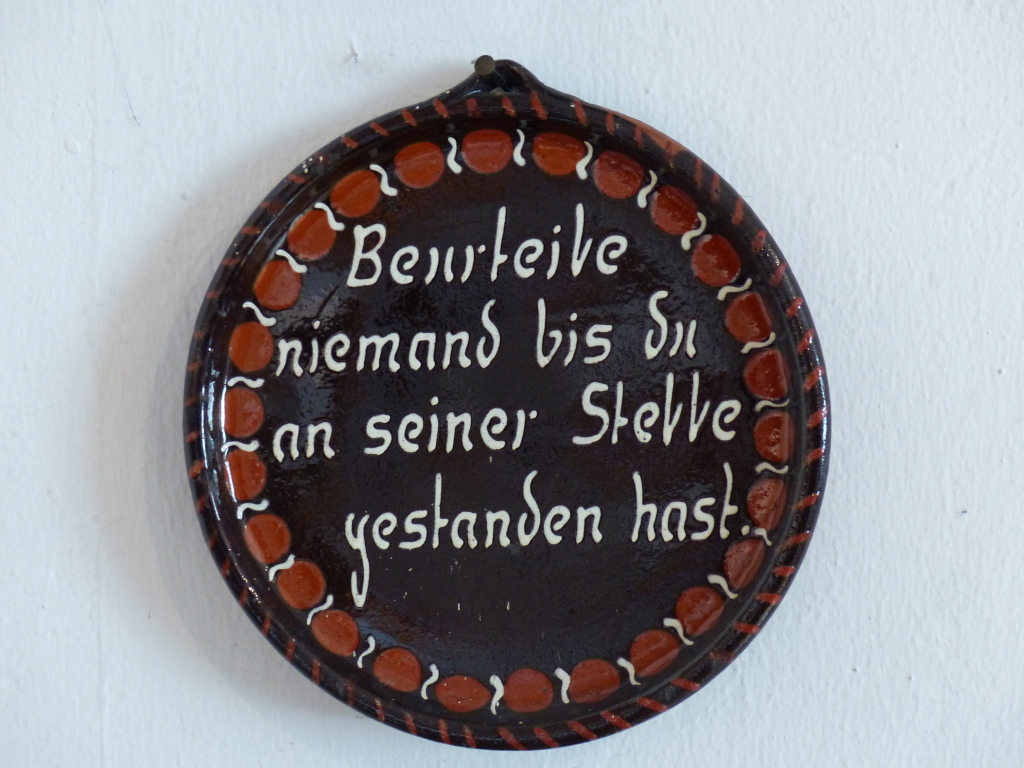 Beurteile
niemand bis du
an seiner Stelle
gestanden hast.